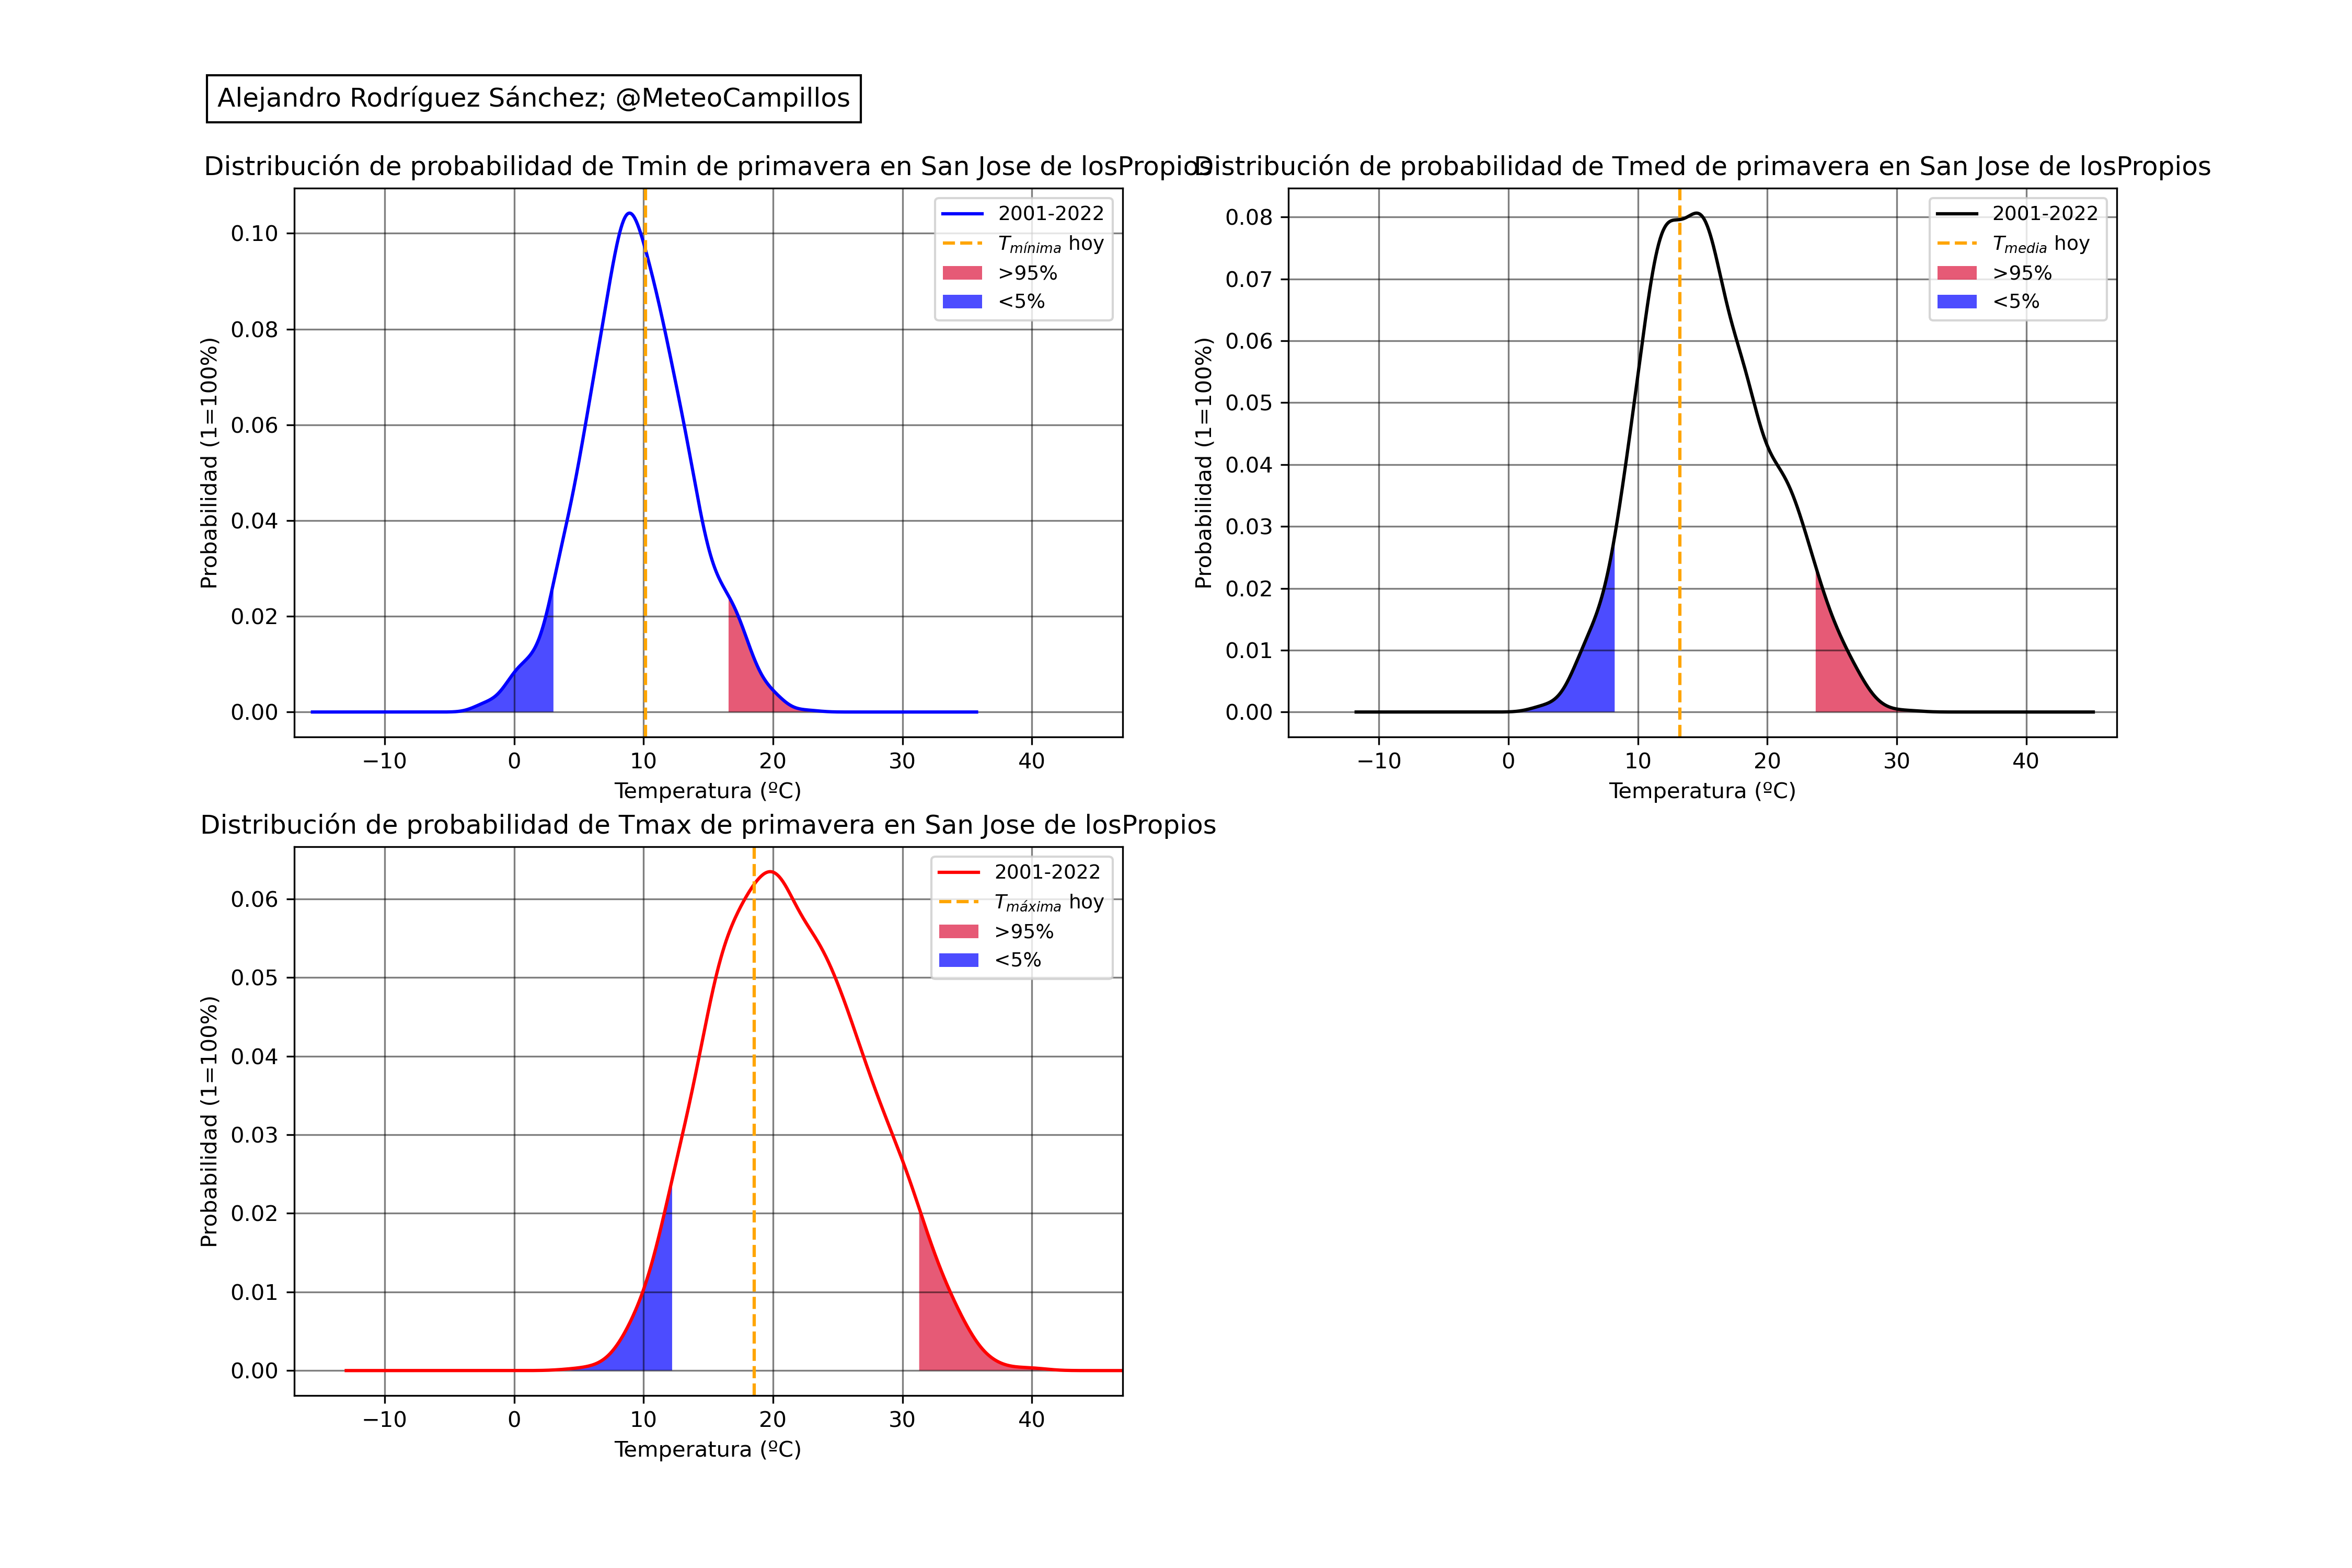 Alejandro Rodríguez Sánchez; @MeteoCampillos
Distribución de probabilidad de Tmin de primavera en San Jose de losPropios
Probabilidad (1=100%)
0.10
0.08
0.06
0.04
0.02
0.00
−10 0 10 20 30 40
Temperatura (ºC)
2001-2022
Tmínima hoy
>95%
<5%
Distribución de probabilidad de Tmed de primavera en San Jose de losPropios
Probabilidad (1=100%)
0.08
0.07
0.06
0.05
0.04
0.03
0.02
0.01
0.00
−10 0 10 20 30 40
Temperatura (ºC)
2001-2022
Tmedia hoy
>95%
<5%
Distribución de probabilidad de Tmax de primavera en San Jose de losPropios
Probabilidad (1=100%)
0.06
0.05
0.04
0.03
0.02
0.01
0.00
−10 0 10 20 30 40
Temperatura (ºC)
2001-2022
Tmáxima hoy
>95%
<5%